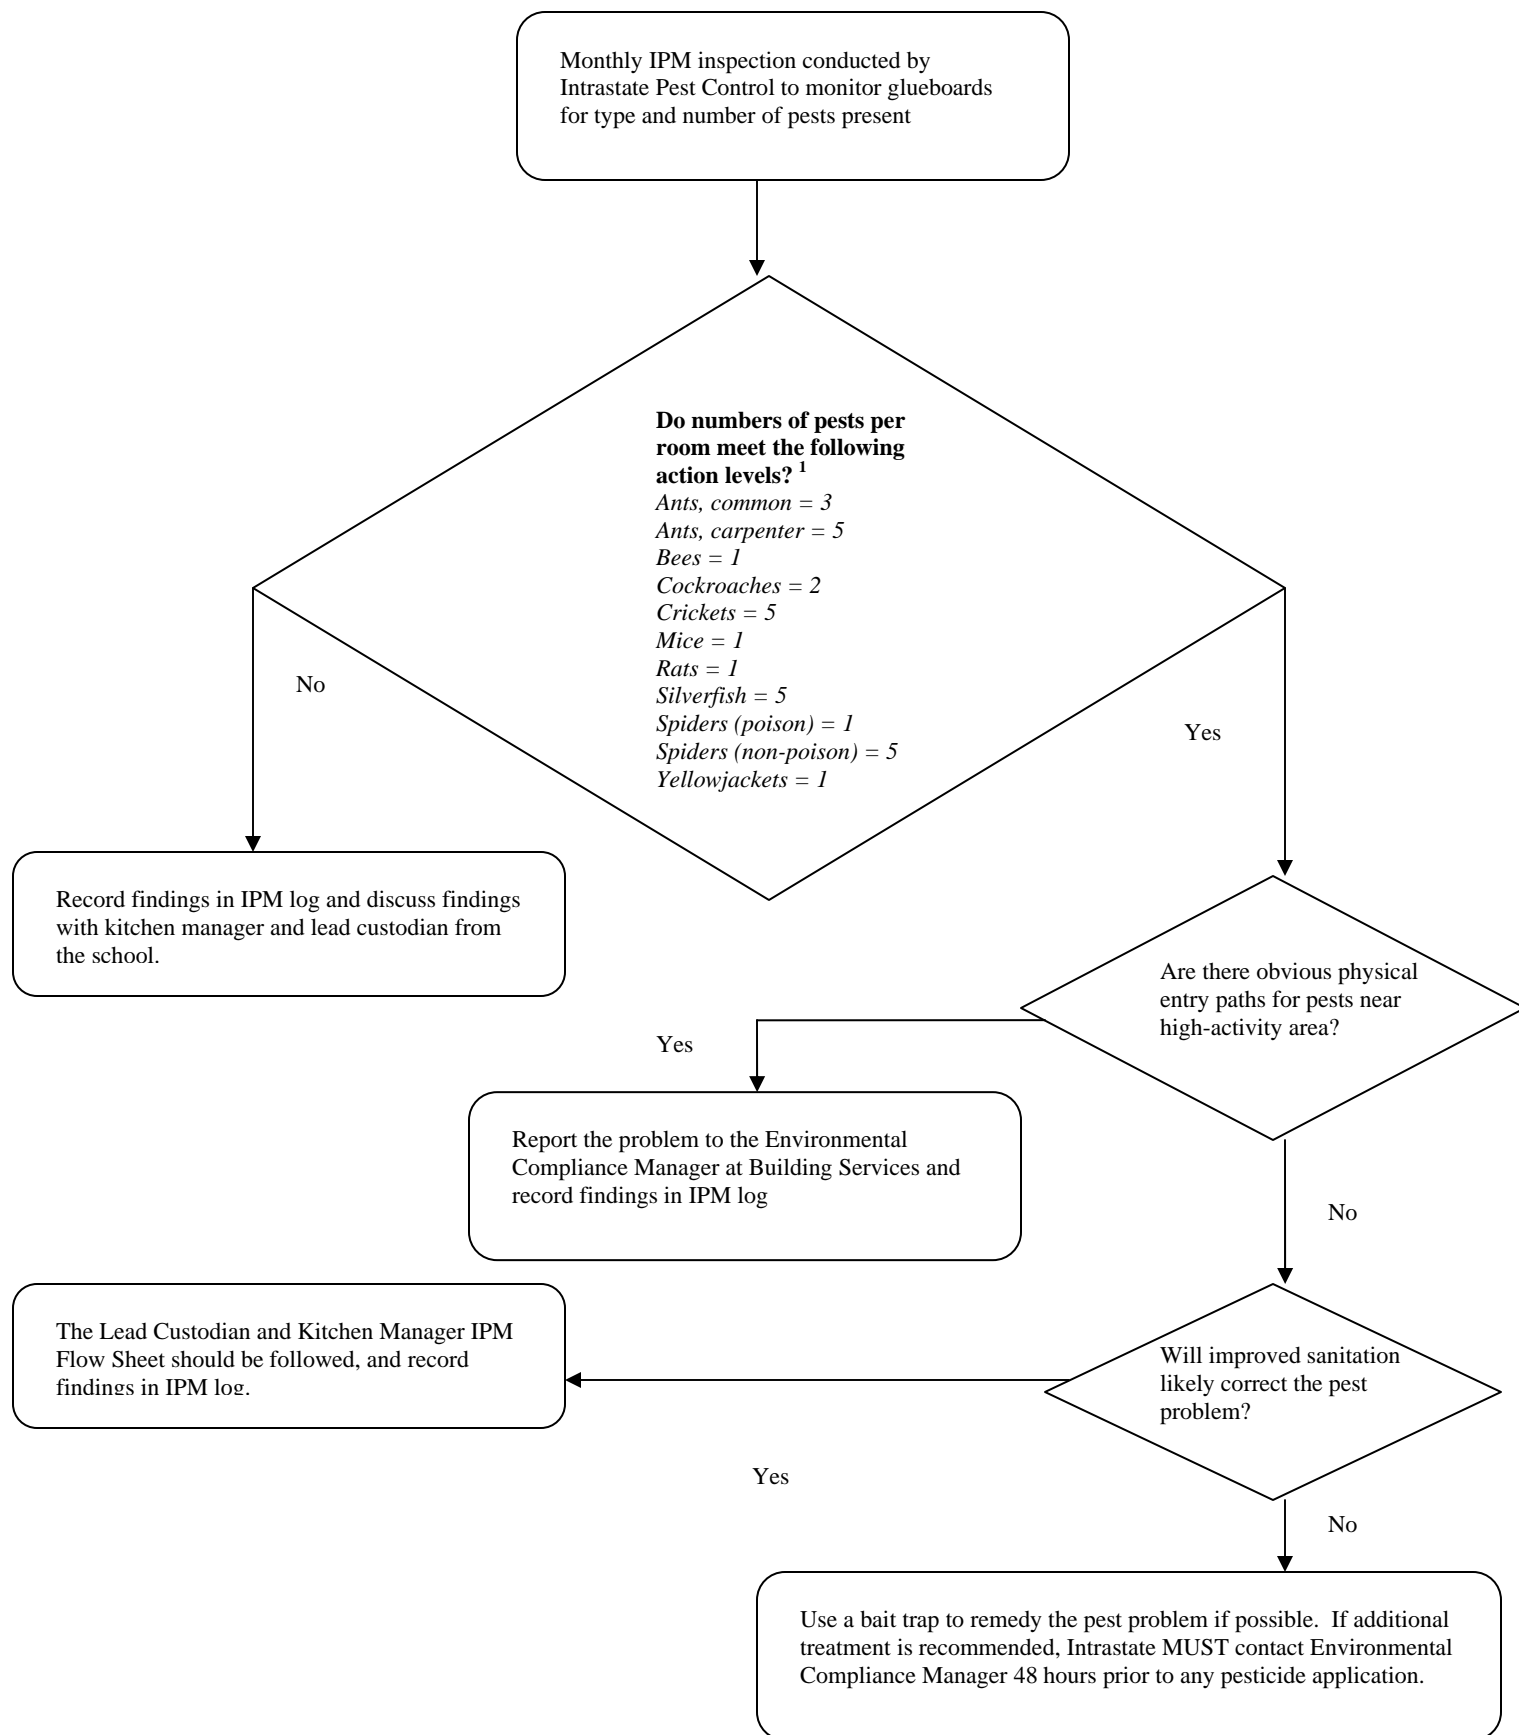 Monthly IPM inspection conducted by
Intrastate Pest Control to monitor glueboards
for type and number of pests present
Do numbers of pests per
room meet the following
action levels? 1
Ants, common = 3
Ants, carpenter = 5
Bees = 1
Cockroaches = 2
Crickets = 5
Mice = 1
Rats = 1
Silverfish = 5
Spiders (poison) = 1
Spiders (non-poison) = 5
Yellowjackets = 1
No
Yes
Record findings in IPM log and discuss findings
with kitchen manager and lead custodian from
the school.
Are there obvious physical
entry paths for pests near
high-activity area?
Yes
Report the problem to the Environmental
Compliance Manager at Building Services and
record findings in IPM log
No
The Lead Custodian and Kitchen Manager IPM
Flow Sheet should be followed, and record
findings in IPM log.
Will improved sanitation
likely correct the pest
problem?
Yes
No
Use a bait trap to remedy the pest problem if possible.  If additional
treatment is recommended, Intrastate MUST contact Environmental
Compliance Manager 48 hours prior to any pesticide application.